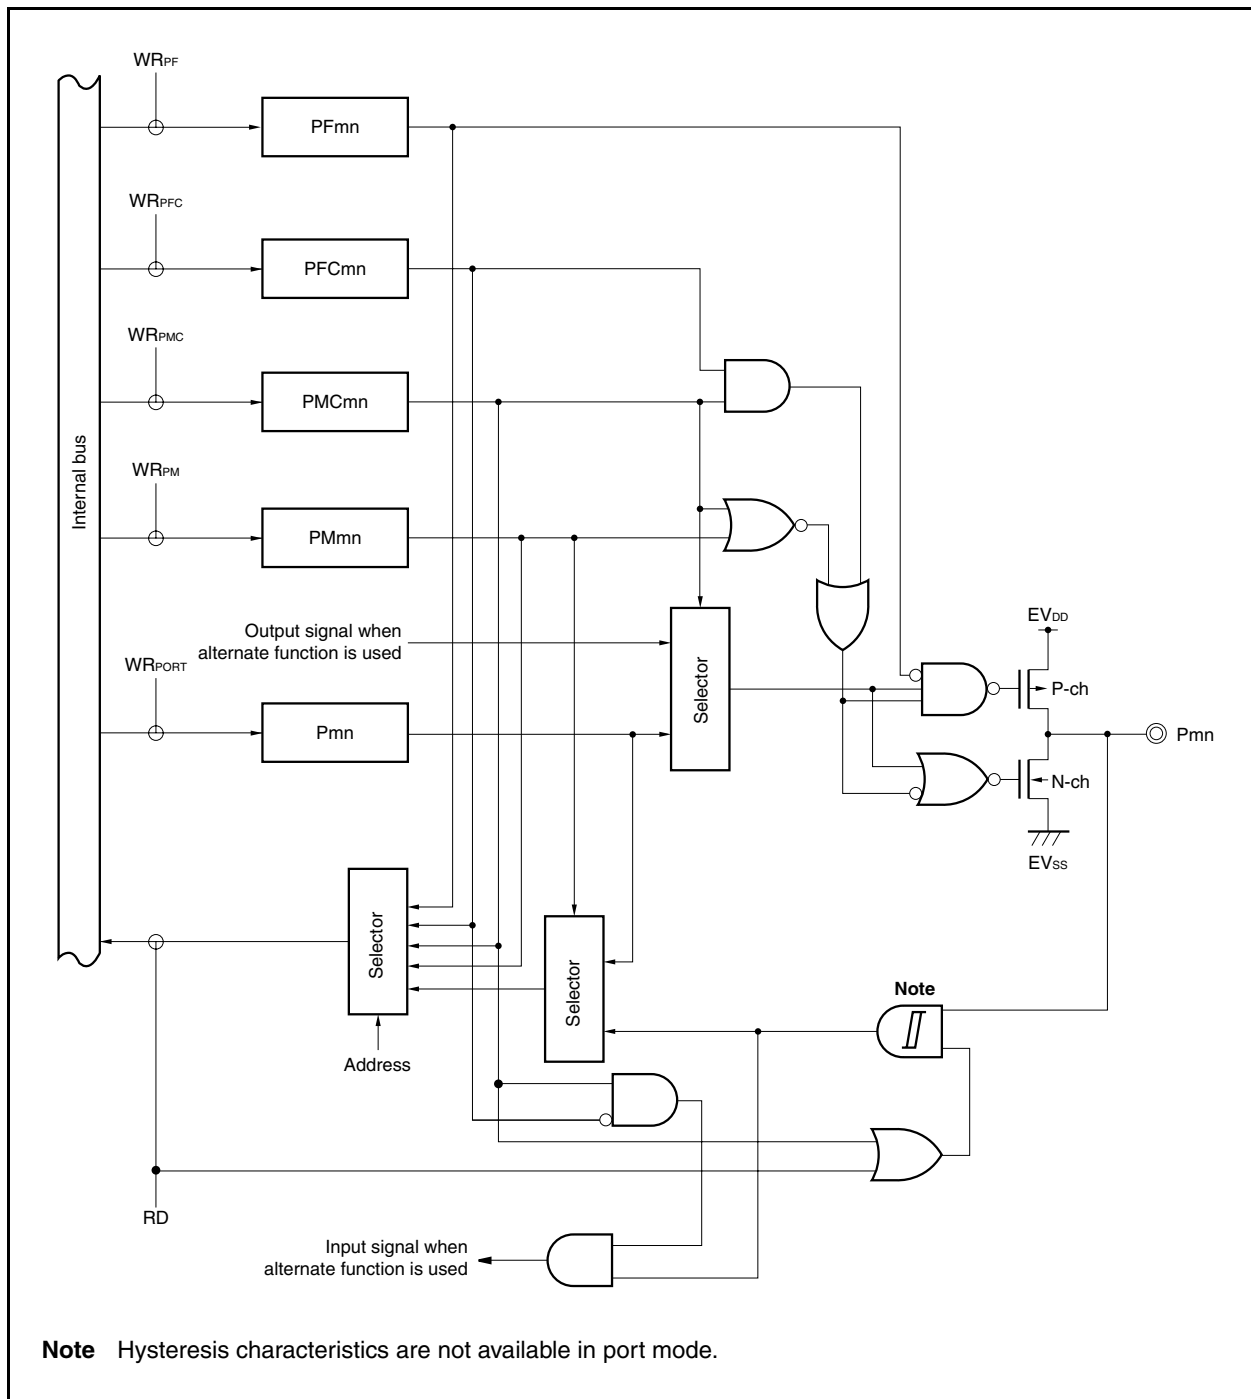 WRPF
PFmn
WRPFC
PFCmn
WRPMC
PMCmn
Internal bus
WRPM
PMmn
Output signal when
alternate function is used
EVDD
WRPORT
Selector
P-ch
Pmn
Pmn
N-ch
EVSS
Selector
Selector
Note
Address
RD
Input signal when
alternate function is used
Note Hysteresis characteristics are not available in port mode.